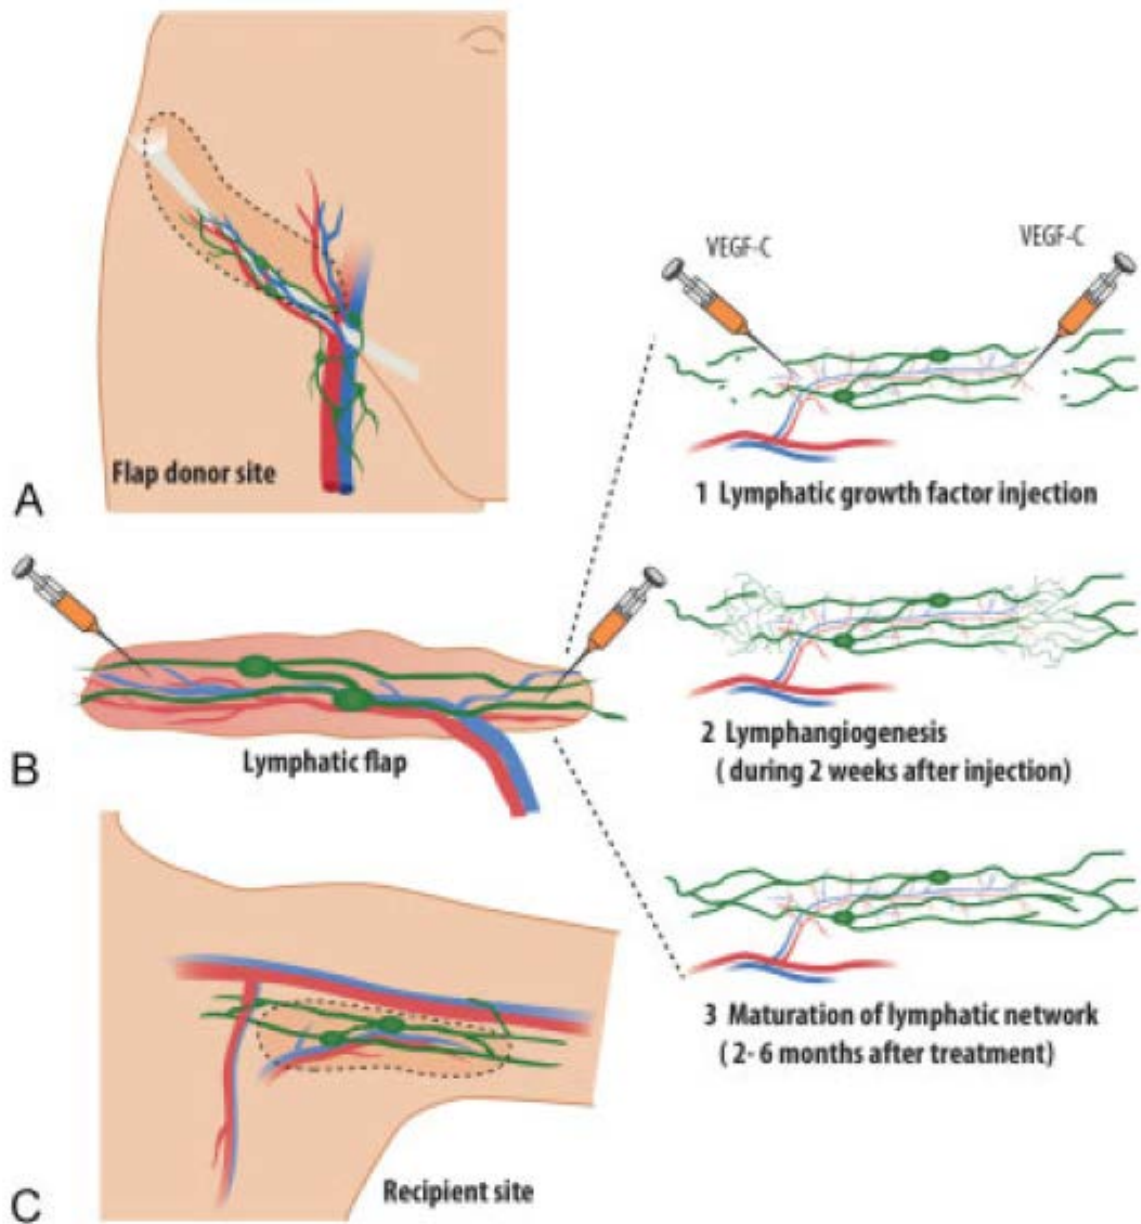 VEGF-C
VEGF-C
Flap donor site
A
1 Lymphatic growth factor injection
B
Lymphatic flap
2 Lymphangiogenesis
( during 2 weeks after injection)
3 Maturation of lymphatic network
( 2- 6 months after treatment)
C
Recipient site